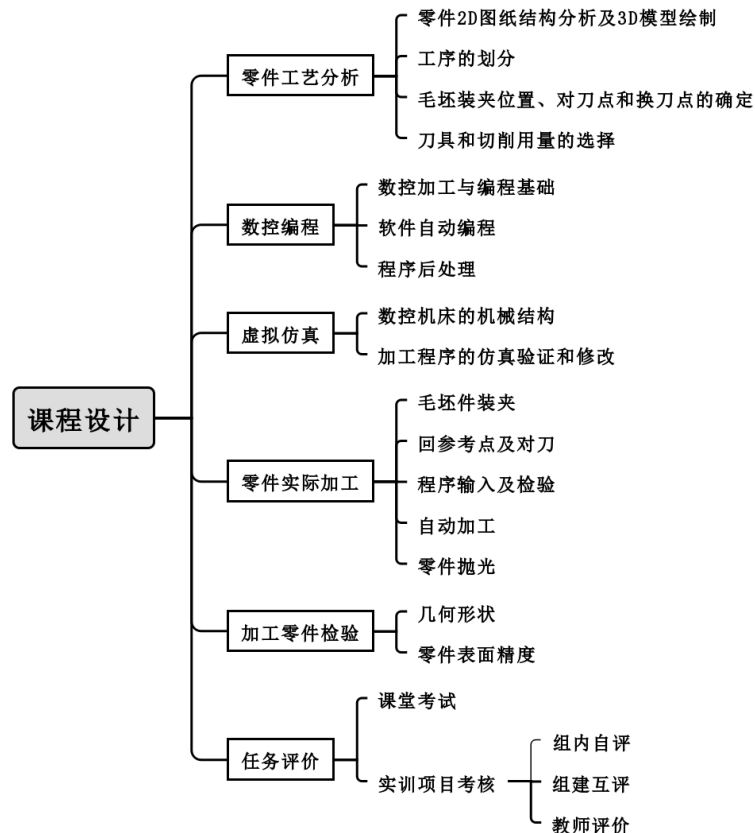 课程设计
零件工艺分析
零件2D图纸结构分析及3D模型绘制
工序的划分
毛坯装夹位置、对刀点和换刀点的确定
刀具和切削用量的选择
数控编程
数控加工与编程基础
软件自动编程
程序后处理
虚拟仿真
数控机床的机械结构
加工程序的仿真验证和修改
零件实际加工
毛坯件装夹
回参考点及对刀
程序输入及检验
自动加工
零件抛光
加工零件检验
几何形状
零件表面精度
任务评价
课堂考试
实训项目考核
组内自评
组建互评
教师评价